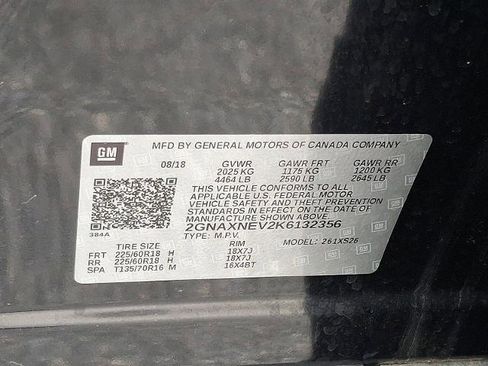 GM
MFD BY GENERAL MOTORS OF CANADA COMPANY
08/18 GVWR GAWR FRT GAWR RR
2025 KG 1175 KG 1200 KG
4464 LB 2590 LB 2645 LB
THIS VEHICLE CONFORMS TO ALL
APPLICABLE U.S. FEDERAL MOTOR
VEHICLE SAFETY, BUMPER, AND THEFT
PREVENTION STANDARDS IN EFFECT
ON THE DATE OF
MANUFACTURE SHOWN ABOVE
2GNAXNEV2K6132356
384A TYPE: M.P.V. MODEL: 261XS26
TIRE SIZE RIM
FRT 225/60R18 H 18X7J
RR 225/60R18 H 18X7J
SPA T135/70R16 M 16X4BT